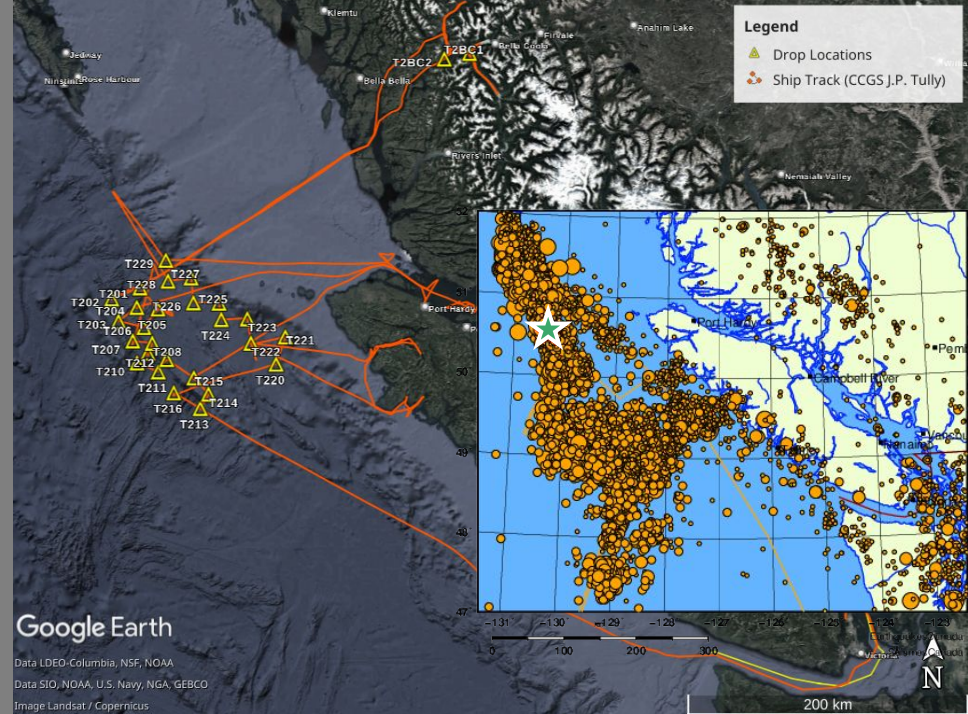 Klemtu
Anahim Lake
Legend
Drop Locations
Ship Track (CCGS J.P. Tully)
Firvale
T2BC1
Bella Coola
T2BC2
Jedway
Rose Harbour
Bella Bella
Rivers Inlet
Nemaiah Valley
T229
T227
T228
T201
T202
T225
T204
T226
T203
T205
T206
T224
T223
T221
T222
T207
T208
T212
T210
T220
T215
T211
T214
T216
T213
Port Hardy
51
Port Hardy
50
Campbell River
49
Nanaimo
48
47
-131 -130 -129 -128 -127 -126 -125 -124 -123
0 100 200 300
Victoria
N
200 km
Google Earth
Data LDEO-Columbia, NSF, NOAA
Data SIO, NOAA, U.S. Navy, NGA, GEBCO
Image Landsat / Copernicus